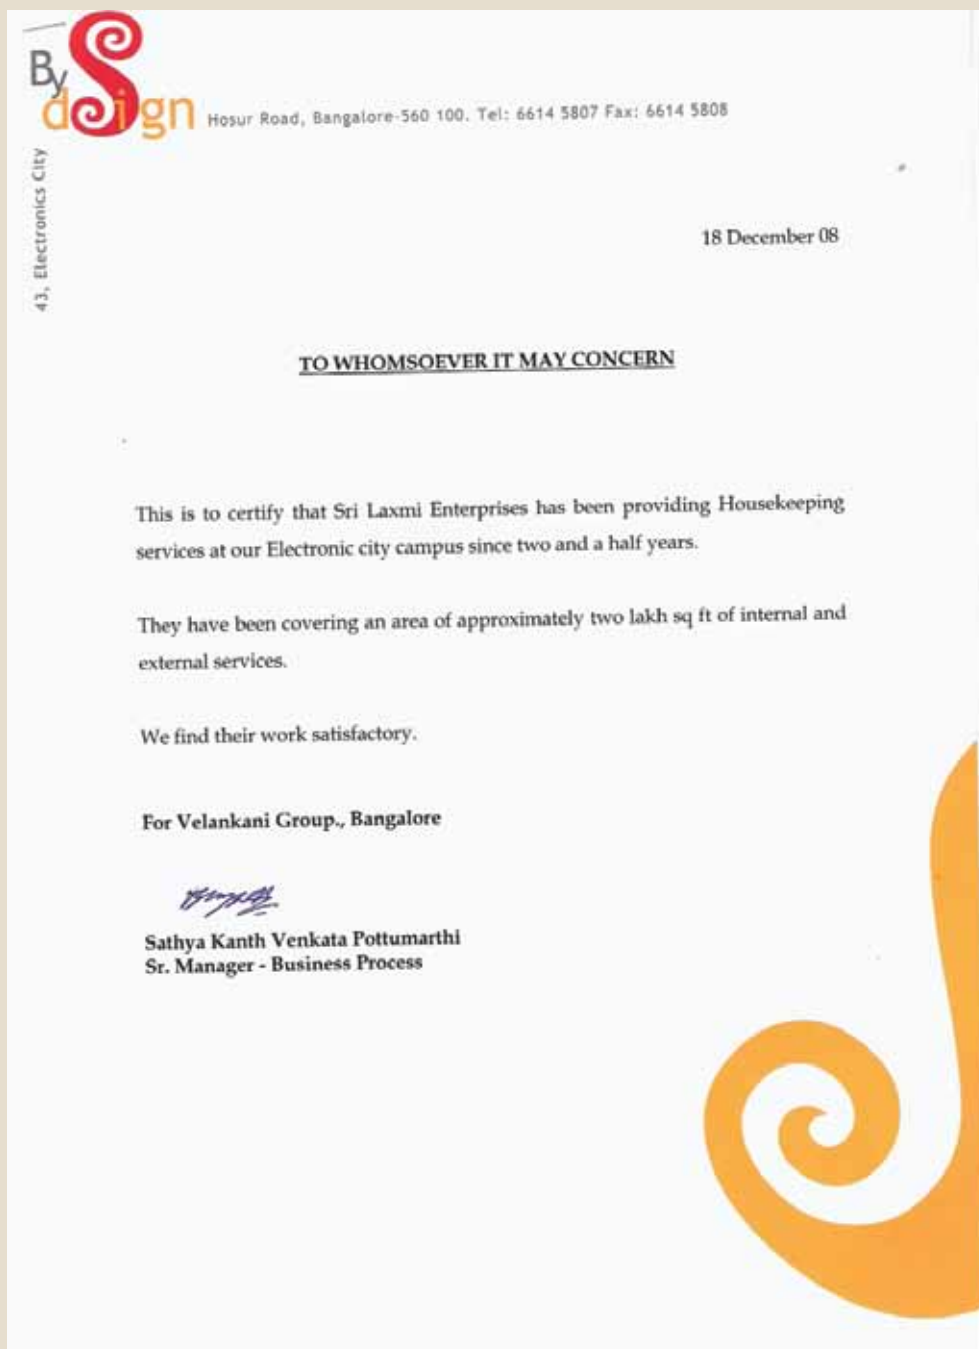 By
design
Hosur Road, Bangalore-560 100. Tel: 6614 5807 Fax: 6614 5808
43, Electronics City
18 December 08
TO WHOMSOEVER IT MAY CONCERN
This is to certify that Sri Laxmi Enterprises has been providing Housekeeping
services at our Electronic city campus since two and a half years.
They have been covering an area of approximately two lakh sq ft of internal and
external services.
We find their work satisfactory.
For Velankani Group., Bangalore
Sathya Kanth Venkata Pottumarthi
Sr. Manager - Business Process